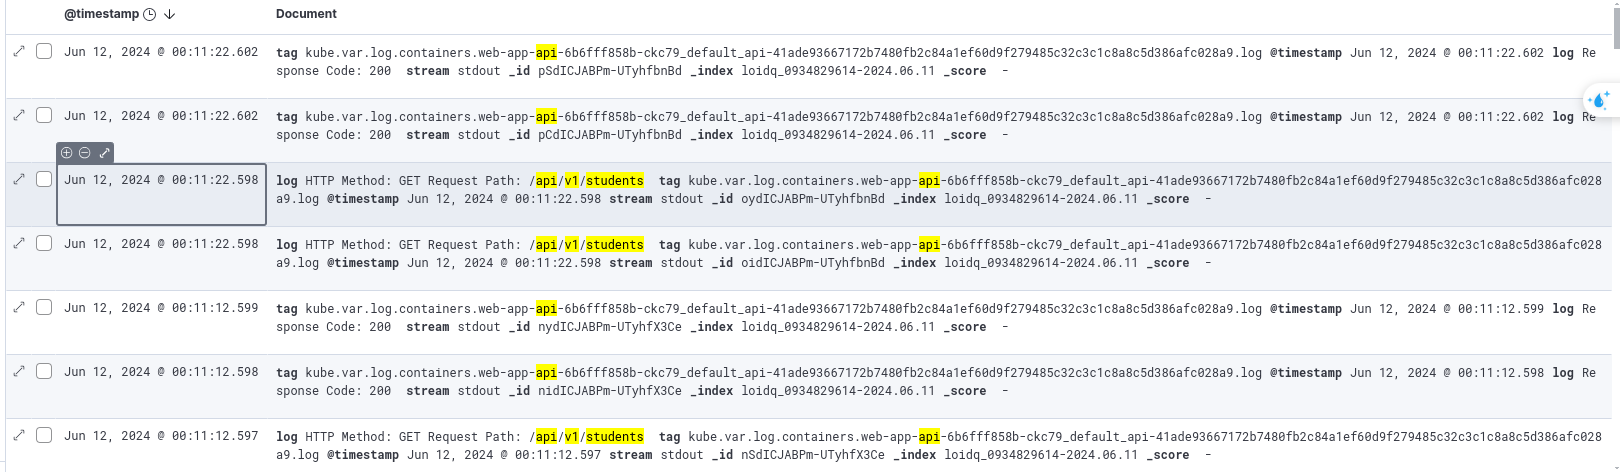 @timestamp Document
Jun 12, 2024 @ 00:11:22.602 tag kube.var.log.containers.web-app-api-6b6fff858b-ckc79_default_api-41ade93667172b7480fb2c84a1ef60d9f279485c32c3c1c8a8c5d386afc028a9.log @timestamp Jun 12, 2024 @ 00:11:22.602 log Re
sponse Code: 200 stream stdout _id pSdICJABPm-UTyhfbnBd _index loidq_0934829614-2024.06.11 _score -
Jun 12, 2024 @ 00:11:22.602 tag kube.var.log.containers.web-app-api-6b6fff858b-ckc79_default_api-41ade93667172b7480fb2c84a1ef60d9f279485c32c3c1c8a8c5d386afc028a9.log @timestamp Jun 12, 2024 @ 00:11:22.602 log Re
sponse Code: 200 stream stdout _id pCdICJABPm-UTyhfbnBd _index loidq_0934829614-2024.06.11 _score -
Jun 12, 2024 @ 00:11:22.598 log HTTP Method: GET Request Path: /api/v1/students tag kube.var.log.containers.web-app-api-6b6fff858b-ckc79_default_api-41ade93667172b7480fb2c84a1ef60d9f279485c32c3c1c8a8c5d386afc028
a9.log @timestamp Jun 12, 2024 @ 00:11:22.598 stream stdout _id oydICJABPm-UTyhfbnBd _index loidq_0934829614-2024.06.11 _score -
Jun 12, 2024 @ 00:11:22.598 log HTTP Method: GET Request Path: /api/v1/students tag kube.var.log.containers.web-app-api-6b6fff858b-ckc79_default_api-41ade93667172b7480fb2c84a1ef60d9f279485c32c3c1c8a8c5d386afc028
a9.log @timestamp Jun 12, 2024 @ 00:11:22.598 stream stdout _id oidICJABPm-UTyhfbnBd _index loidq_0934829614-2024.06.11 _score -
Jun 12, 2024 @ 00:11:12.599 tag kube.var.log.containers.web-app-api-6b6fff858b-ckc79_default_api-41ade93667172b7480fb2c84a1ef60d9f279485c32c3c1c8a8c5d386afc028a9.log @timestamp Jun 12, 2024 @ 00:11:12.599 log Re
sponse Code: 200 stream stdout _id nydICJABPm-UTyhfX3Ce _index loidq_0934829614-2024.06.11 _score -
Jun 12, 2024 @ 00:11:12.598 tag kube.var.log.containers.web-app-api-6b6fff858b-ckc79_default_api-41ade93667172b7480fb2c84a1ef60d9f279485c32c3c1c8a8c5d386afc028a9.log @timestamp Jun 12, 2024 @ 00:11:12.598 log Re
sponse Code: 200 stream stdout _id nidICJABPm-UTyhfX3Ce _index loidq_0934829614-2024.06.11 _score -
Jun 12, 2024 @ 00:11:12.597 log HTTP Method: GET Request Path: /api/v1/students tag kube.var.log.containers.web-app-api-6b6fff858b-ckc79_default_api-41ade93667172b7480fb2c84a1ef60d9f279485c32c3c1c8a8c5d386afc028
a9.log @timestamp Jun 12, 2024 @ 00:11:12.597 stream stdout _id nSdICJABPm-UTyhfX3Ce _index loidq_0934829614-2024.06.11 _score -